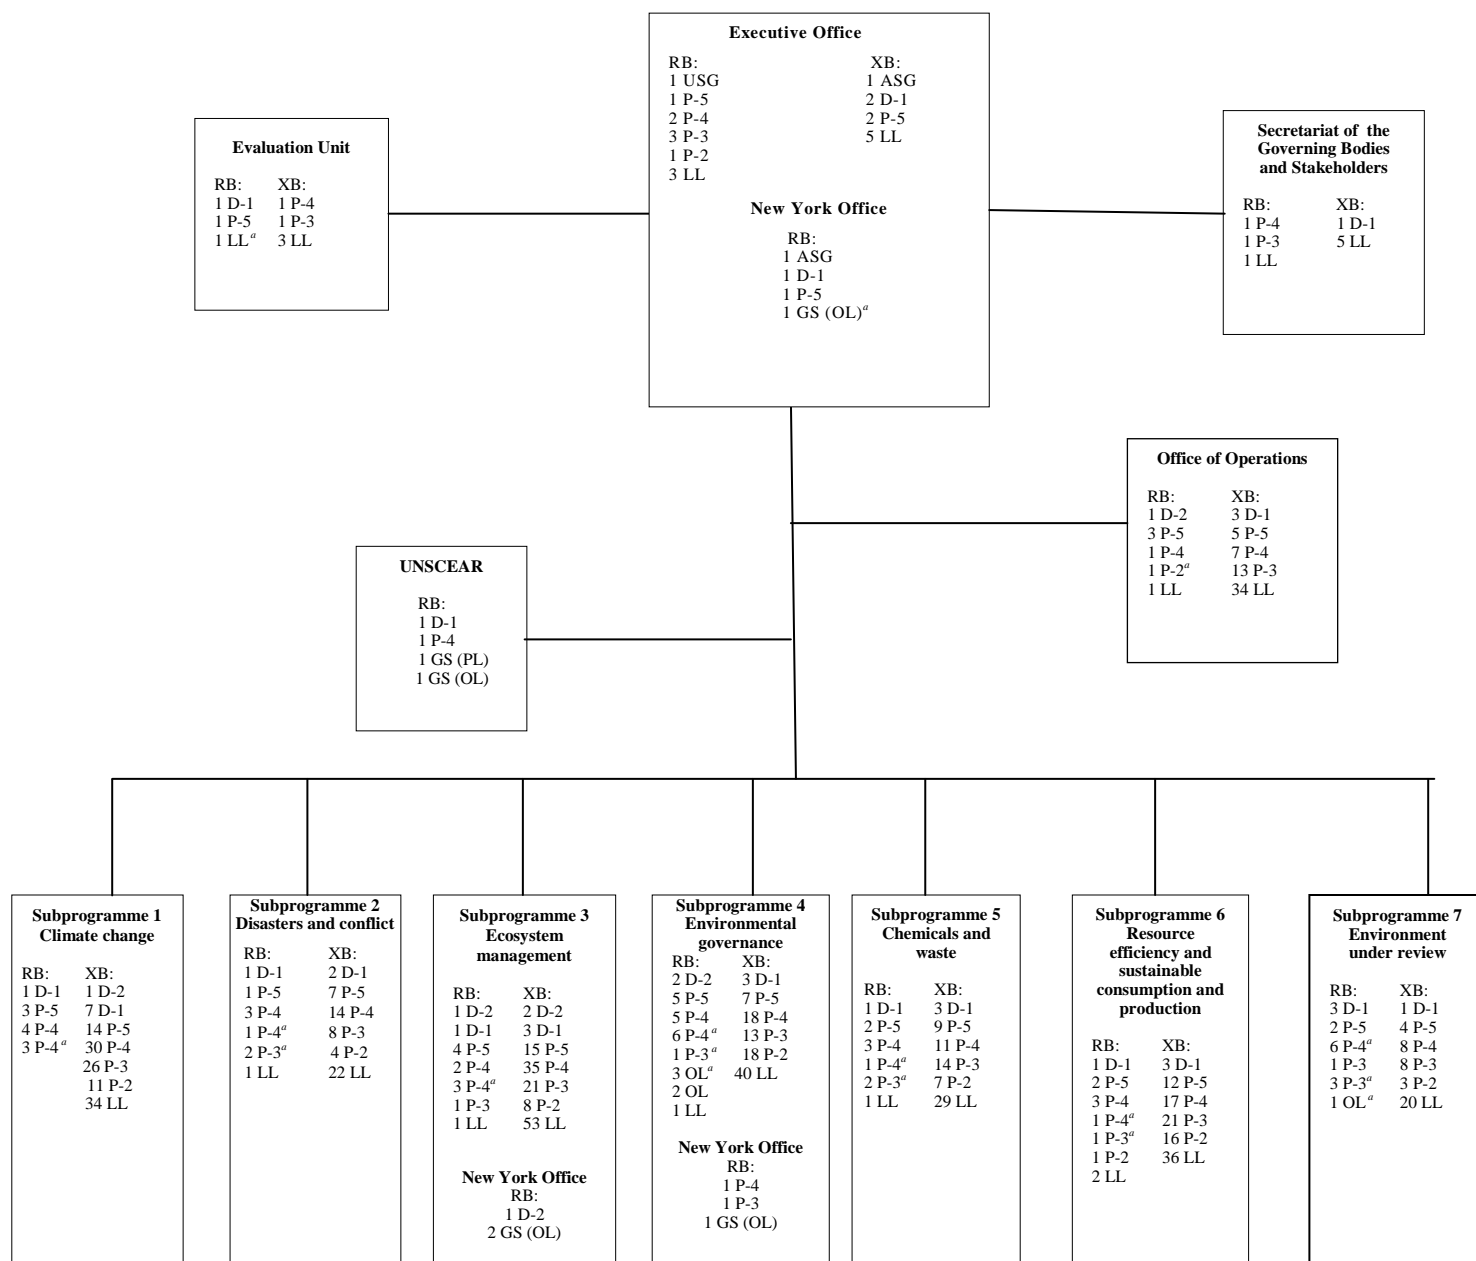 Executive Office
RB: XB:
1 USG 1 ASG
1 P-5 2 D-1
2 P-4 2 P-5
3 P-3 5 LL
1 P-2
3 LL
New York Office
RB:
1 ASG
1 D-1
1 P-5
1 GS (OL)a
Evaluation Unit
RB: XB:
1 D-1 1 P-4
1 P-5 1 P-3
1 LLa 3 LL
Secretariat of the
Governing Bodies
and Stakeholders
RB: XB:
1 P-4 1 D-1
1 P-3 5 LL
1 LL
Office of Operations
RB: XB:
1 D-2 3 D-1
3 P-5 5 P-5
1 P-4 7 P-4
1 P-2a 13 P-3
1 LL 34 LL
UNSCEAR
RB:
1 D-1
1 P-4
1 GS (PL)
1 GS (OL)
Subprogramme 1
Climate change
RB: XB:
1 D-1 1 D-2
3 P-5 7 D-1
4 P-4 14 P-5
3 P-4a 30 P-4
26 P-3
11 P-2
34 LL
Subprogramme 2
Disasters and conflict
RB: XB:
1 D-1 2 D-1
1 P-5 7 P-5
3 P-4 14 P-4
1 P-4a 8 P-3
2 P-3a 4 P-2
1 LL 22 LL
Subprogramme 3
Ecosystem
management
RB: XB:
1 D-2 2 D-2
1 D-1 3 D-1
4 P-5 15 P-5
2 P-4 35 P-4
3 P-4a 21 P-3
1 P-3 8 P-2
1 LL 53 LL
New York Office
RB:
1 D-2
2 GS (OL)
Subprogramme 4
Environmental
governance
RB: XB:
2 D-2 3 D-1
5 P-5 7 P-5
5 P-4 18 P-4
6 P-4a 13 P-3
1 P-3a 18 P-2
3 OLa 40 LL
2 OL
1 LL
New York Office
RB:
1 P-4
1 P-3
1 GS (OL)
Subprogramme 5
Chemicals and
waste
RB: XB:
1 D-1 3 D-1
2 P-5 9 P-5
3 P-4 11 P-4
1 P-4a 14 P-3
2 P-3a 7 P-2
1 LL 29 LL
Subprogramme 6
Resource
efficiency and
sustainable
consumption and
production
RB: XB:
1 D-1 3 D-1
2 P-5 12 P-5
3 P-4 17 P-4
1 P-4a 21 P-3
1 P-3a 16 P-2
1 P-2 36 LL
2 LL
Subprogramme 7
Environment
under review
RB: XB:
3 D-1 1 D-1
2 P-5 4 P-5
6 P-4a 8 P-4
1 P-3 8 P-3
3 P-3a 3 P-2
1 OLa 20 LL